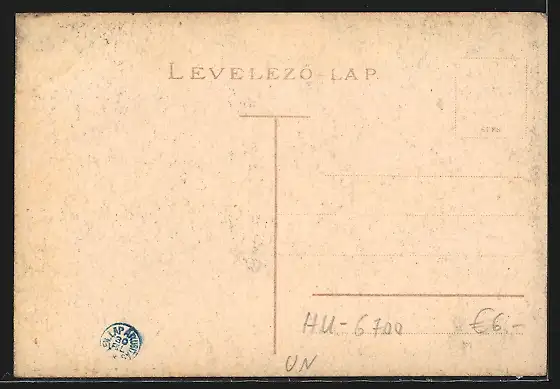 LEVELEZŐ-LAP.
HU-6700
€6,-
UN